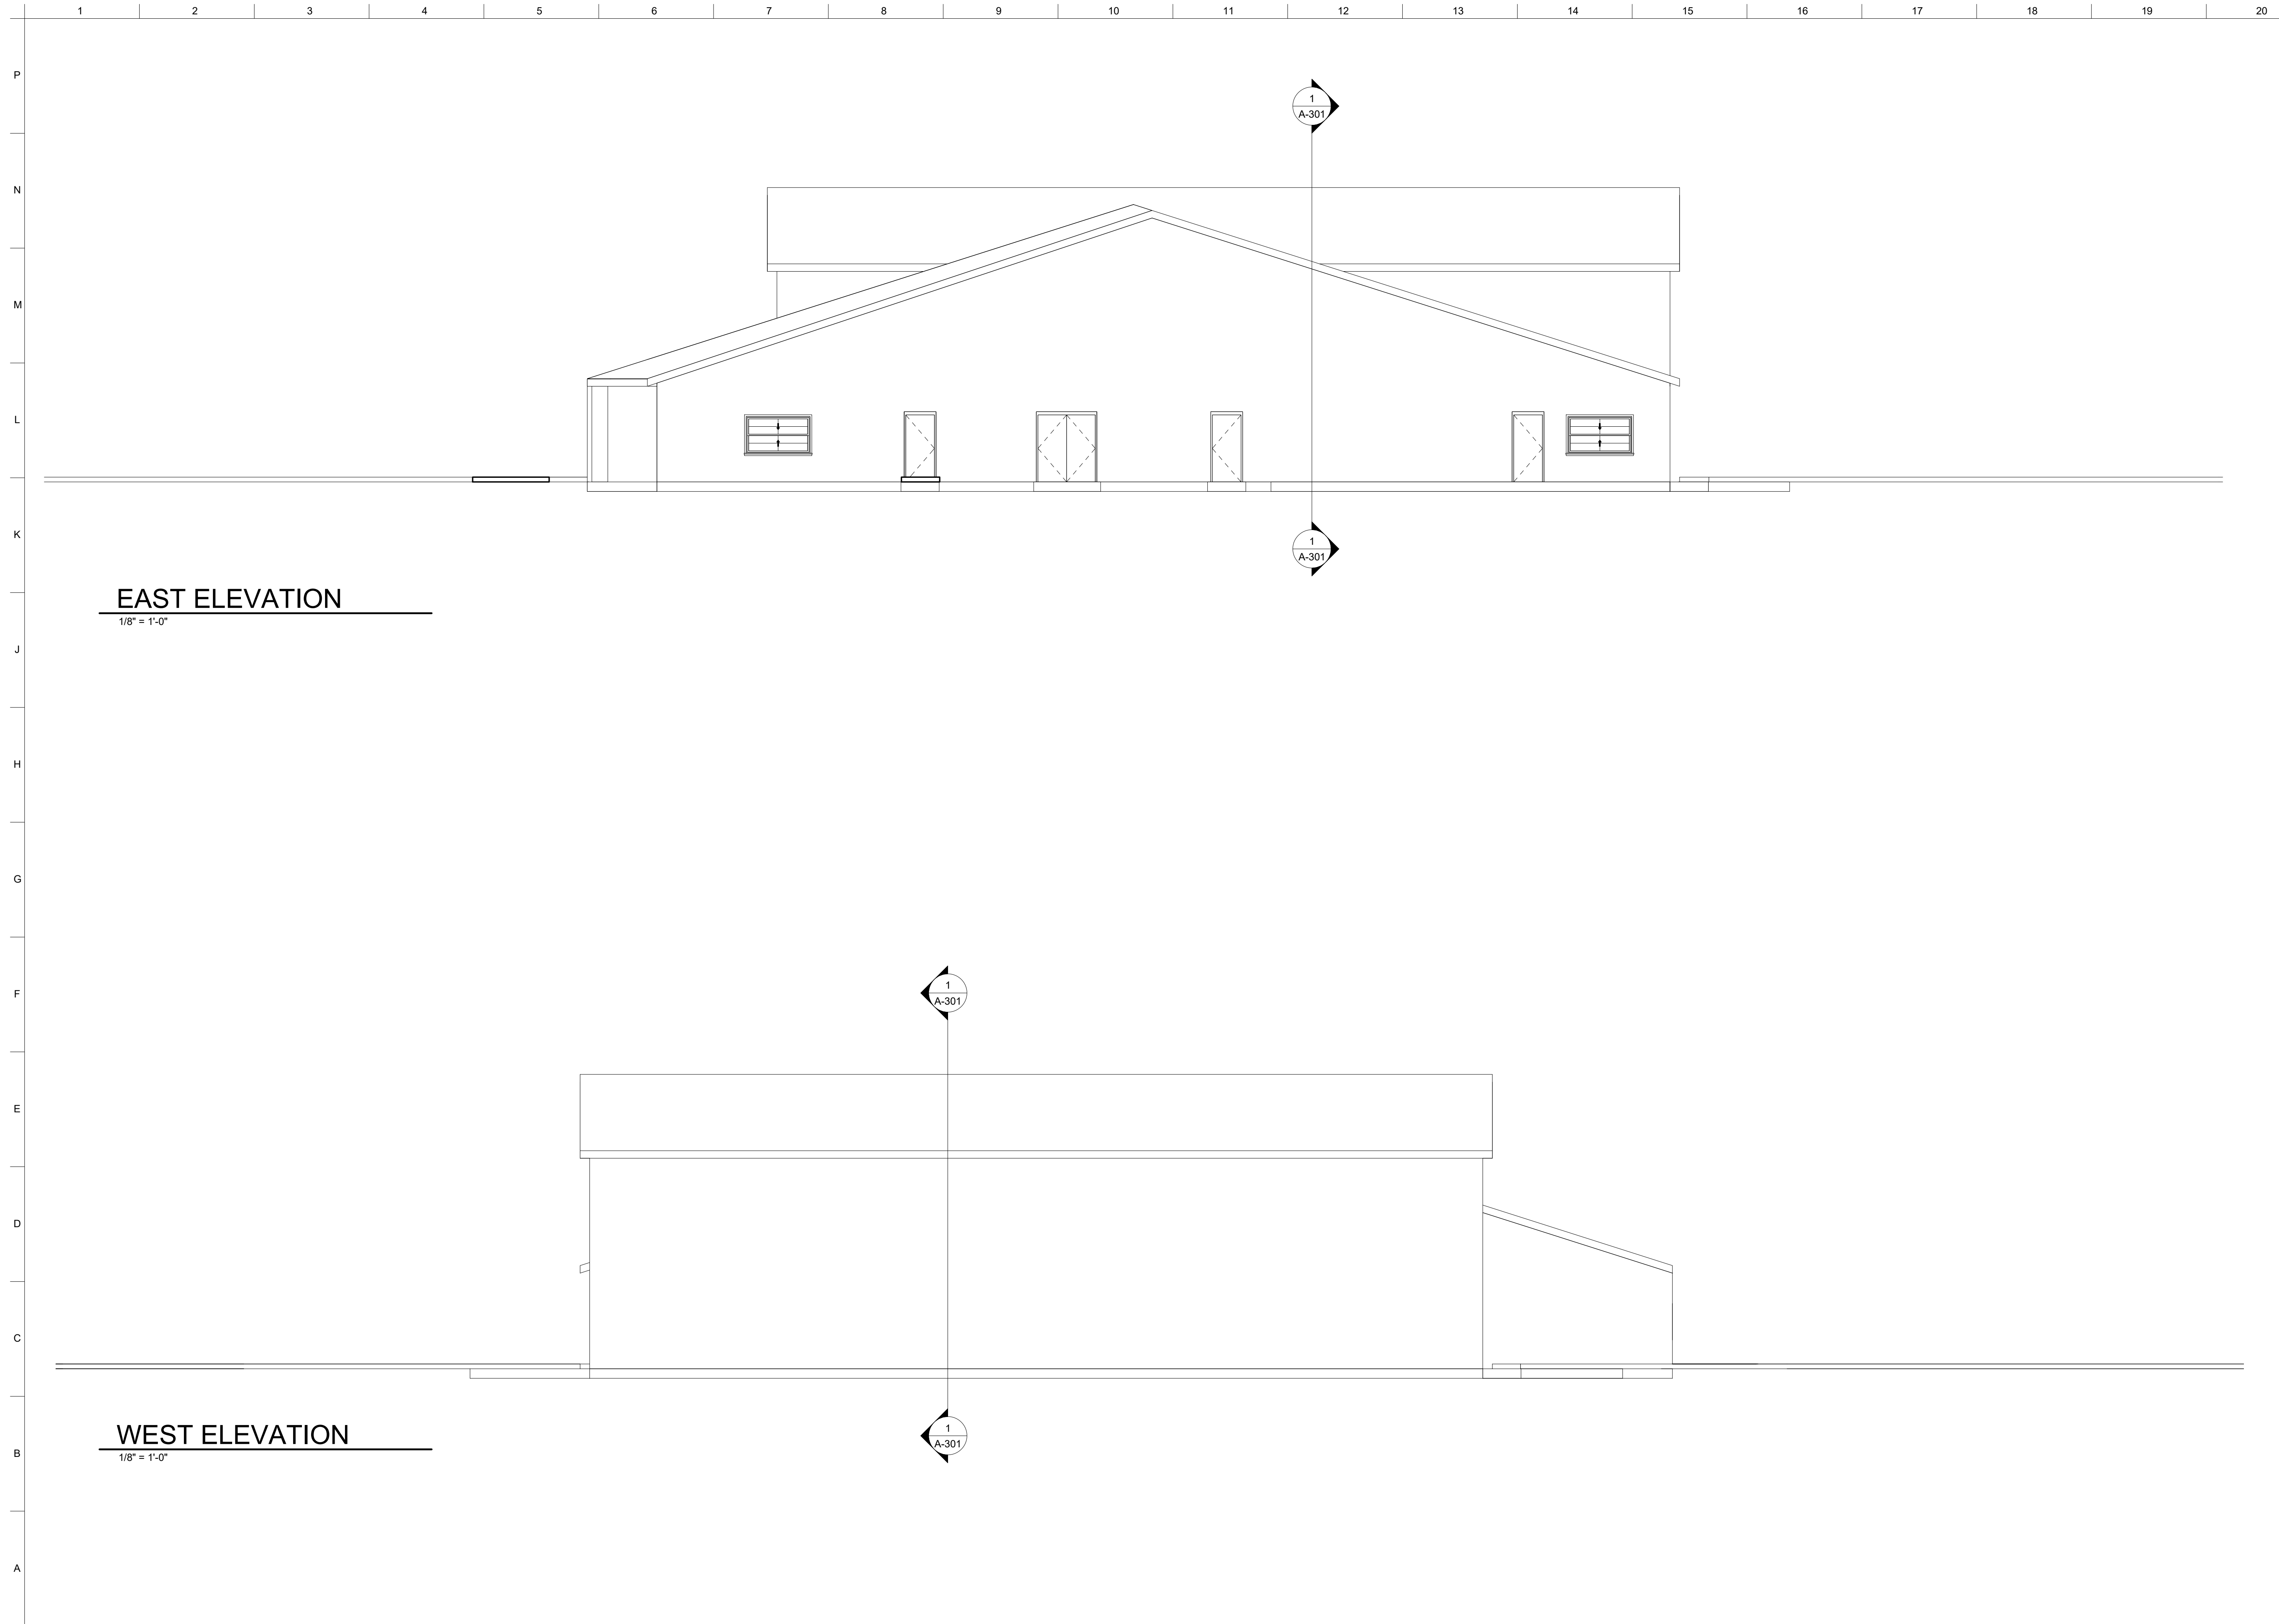 1 2 3 4 5 6 7 8 9 10 11 12 13 14 15 16 17 18 19 20
P
1
A-301
N
M
L
K
1
A-301
EAST ELEVATION
1/8" = 1'-0"
J
H
G
F
1
A-301
E
D
C
WEST ELEVATION
1/8" = 1'-0"
B
1
A-301
A